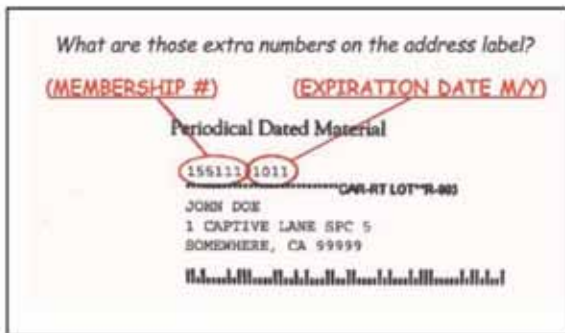 What are those extra numbers on the address label?
(MEMBERSHIP #) (EXPIRATION DATE M/Y)
Periodical Dated Material
155111 1011
CAR-RT LOT**R-003
JOHN DOE
1 CAPTIVE LANE SPC 5
SOMEWHERE, CA 99999